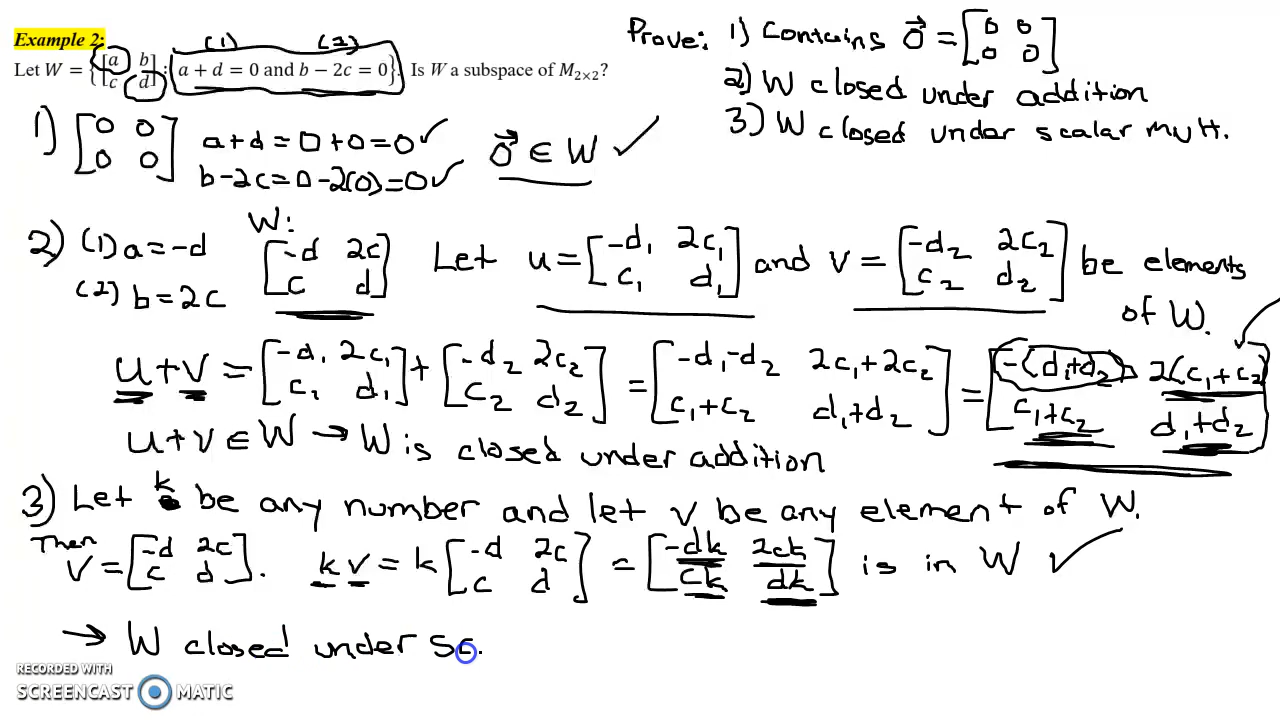 Example 2:
(1) (2)
Let W = {[a b; c d] : a + d = 0 and b − 2c = 0}. Is W a subspace of M₂ₓ₂?
Prove: 1) Contains 0⃗ = [0 0; 0 0]
2) W closed under addition
3) W closed under scalar mult.
1) [0 0; 0 0] a+d=0+0=0✓ 0⃗ ∈ W ✓
b-2c=0-2(0)=0✓
2) (1) a=-d W: [-d 2c; c d] Let u=[-d₁ 2c₁; c₁ d₁] and v=[-d₂ 2c₂; c₂ d₂] be elements
(2) b=2c of W.
u+v=[-d₁ 2c₁; c₁ d₁]+[-d₂ 2c₂; c₂ d₂]=[-d₁-d₂ 2c₁+2c₂; c₁+c₂ d₁+d₂]=[-(d₁+d₂) 2(c₁+c₂); c₁+c₂ d₁+d₂]
u+v∈W → W is closed under addition
3) Let k be any number and let v be any element of W.
Then v=[-d 2c; c d]. kv=k[-d 2c; c d]=[-dk 2ck; ck dk] is in W ✓
→ W closed under sc
RECORDED WITH
SCREENCAST MATIC